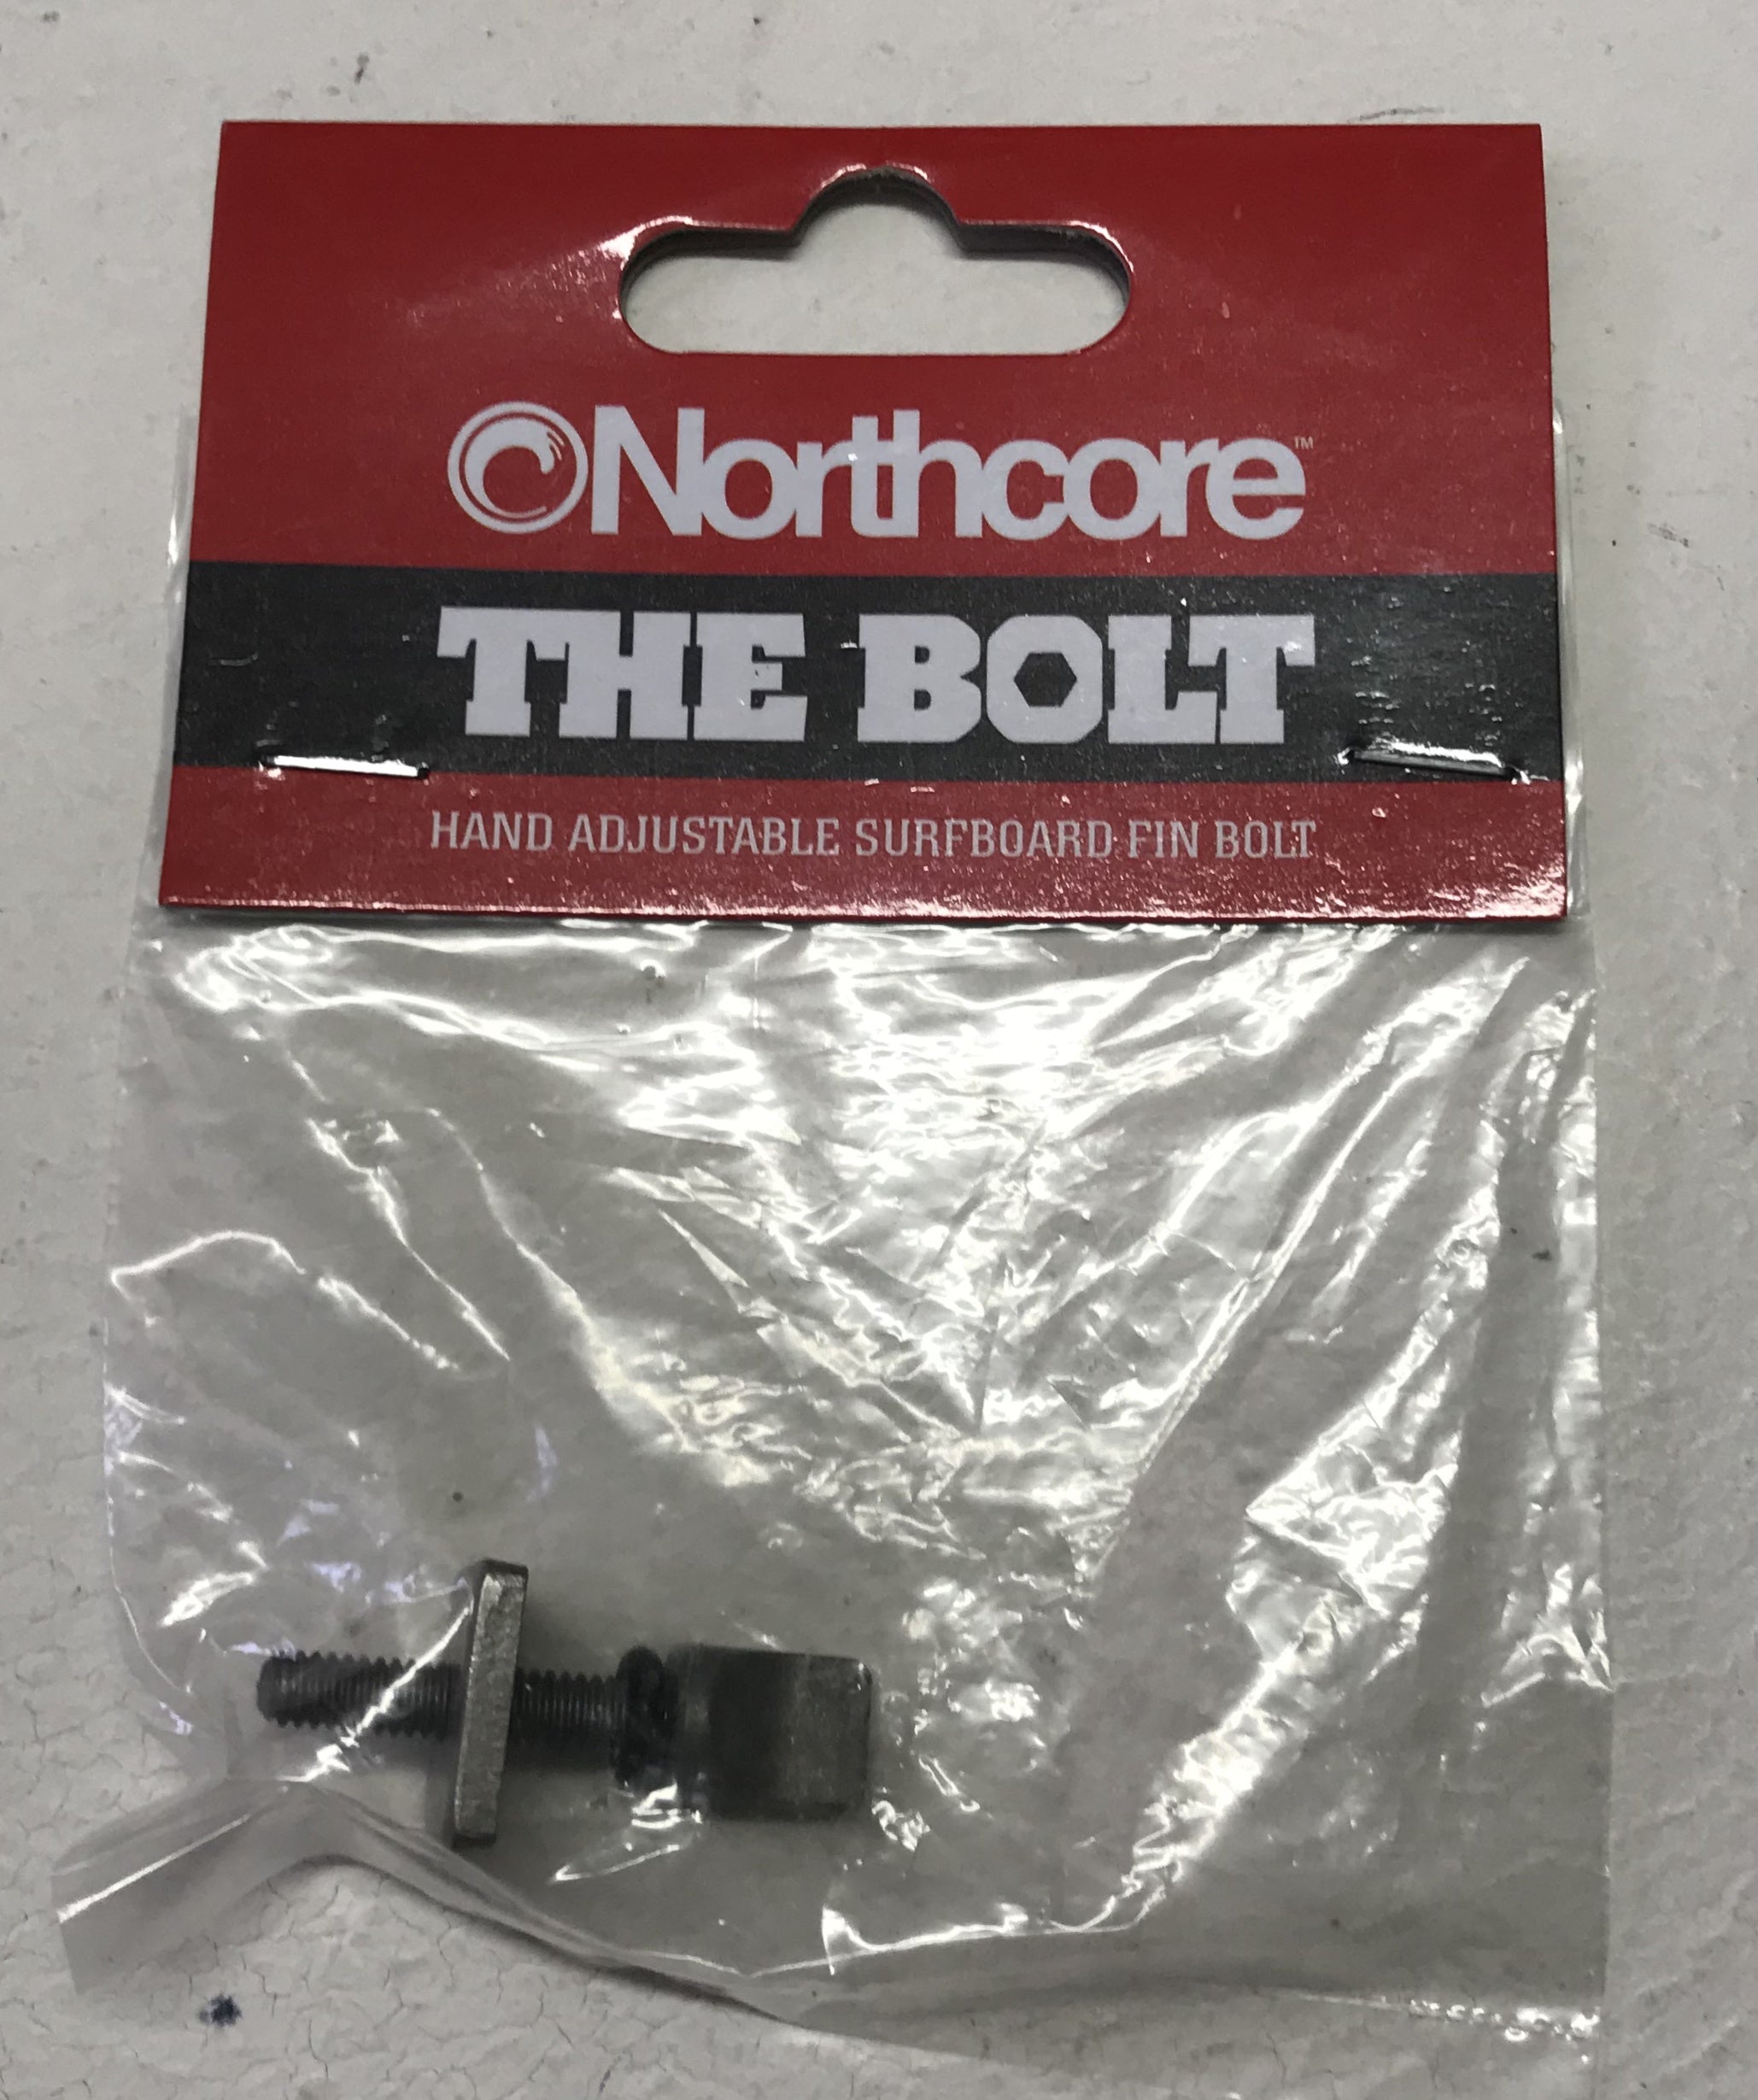 Northcore™
THE BOLT
HAND ADJUSTABLE SURFBOARD FIN BOLT